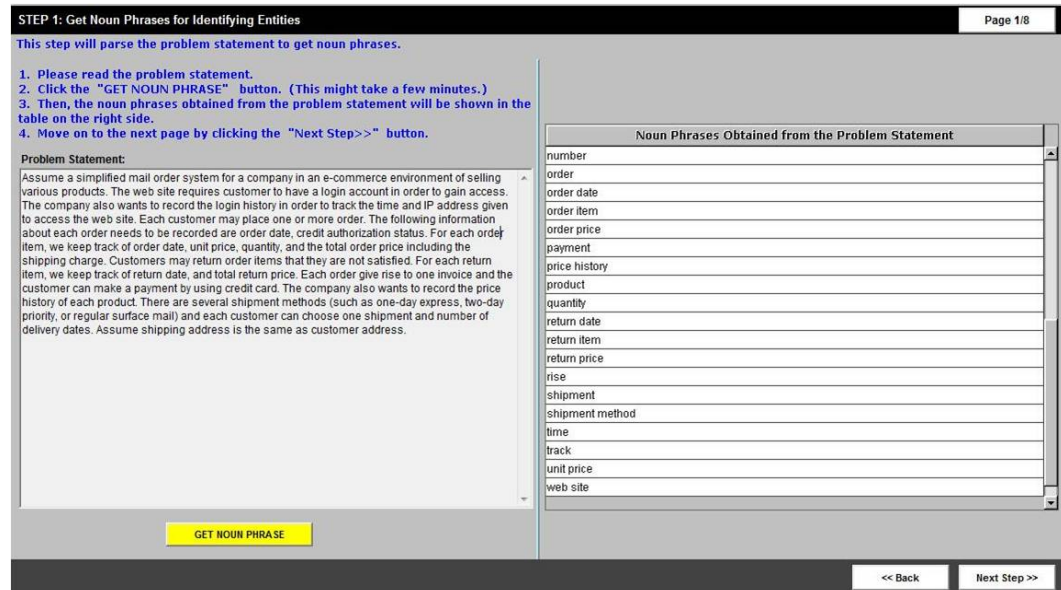 STEP 1: Get Noun Phrases for Identifying Entities
Page 1/8
This step will parse the problem statement to get noun phrases.
1. Please read the problem statement.
2. Click the "GET NOUN PHRASE" button. (This might take a few minutes.)
3. Then, the noun phrases obtained from the problem statement will be shown in the
table on the right side.
4. Move on to the next page by clicking the "Next Step>>" button.
Problem Statement:
Assume a simplified mail order system for a company in an e-commerce environment of selling
various products. The web site requires customer to have a login account in order to gain access.
The company also wants to record the login history in order to track the time and IP address given
to access the web site. Each customer may place one or more order. The following information
about each order needs to be recorded are order date, credit authorization status. For each order
item, we keep track of order date, unit price, quantity, and the total order price including the
shipping charge. Customers may return order items that they are not satisfied. For each return
item, we keep track of return date, and total return price. Each order give rise to one invoice and the
customer can make a payment by using credit card. The company also wants to record the price
history of each product. There are several shipment methods (such as one-day express, two-day
priority, or regular surface mail) and each customer can choose one shipment and number of
delivery dates. Assume shipping address is the same as customer address.
GET NOUN PHRASE
Noun Phrases Obtained from the Problem Statement
number
order
order date
order item
order price
payment
price history
product
quantity
return date
return item
return price
rise
shipment
shipment method
time
track
unit price
web site
<< Back
Next Step >>